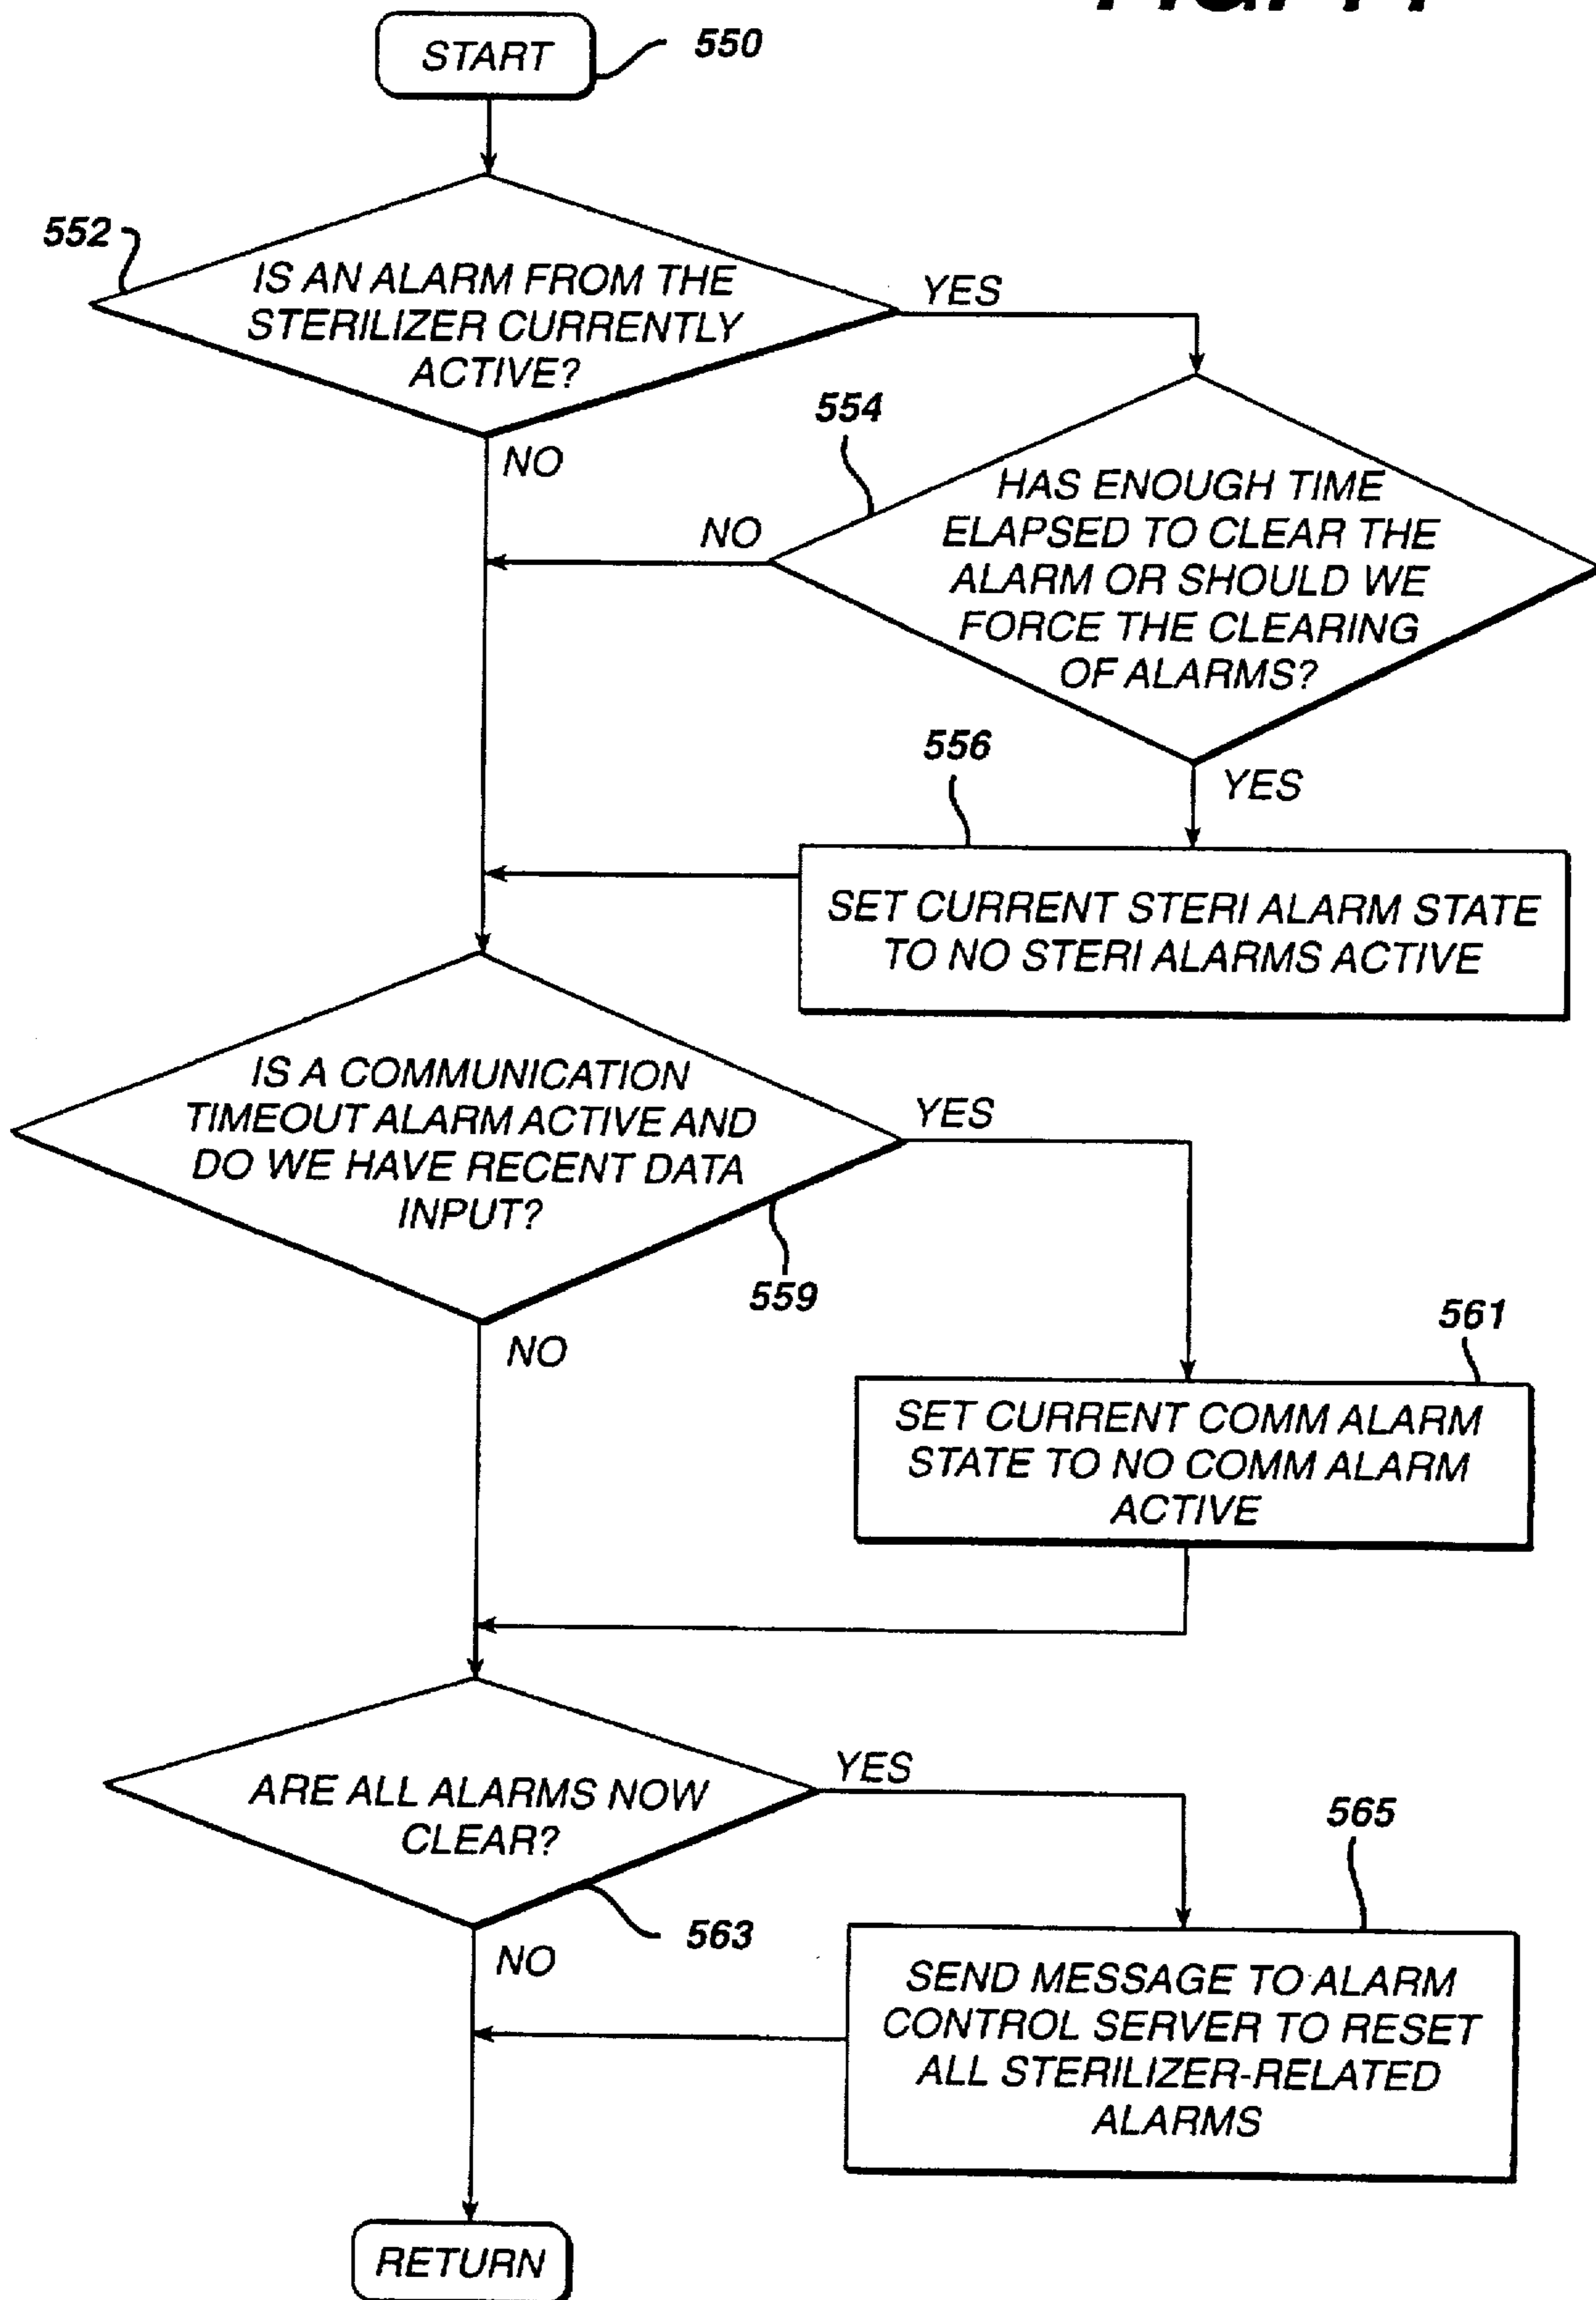 START
550
552
IS AN ALARM FROM THE
STERILIZER CURRENTLY
ACTIVE?
YES
NO
554
HAS ENOUGH TIME
ELAPSED TO CLEAR THE
ALARM OR SHOULD WE
FORCE THE CLEARING
OF ALARMS?
NO
YES
556
SET CURRENT STERI ALARM STATE
TO NO STERI ALARMS ACTIVE
IS A COMMUNICATION
TIMEOUT ALARM ACTIVE AND
DO WE HAVE RECENT DATA
INPUT?
YES
559
NO
561
SET CURRENT COMM ALARM
STATE TO NO COMM ALARM
ACTIVE
ARE ALL ALARMS NOW
CLEAR?
YES
563
NO
565
SEND MESSAGE TO ALARM
CONTROL SERVER TO RESET
ALL STERILIZER-RELATED
ALARMS
RETURN